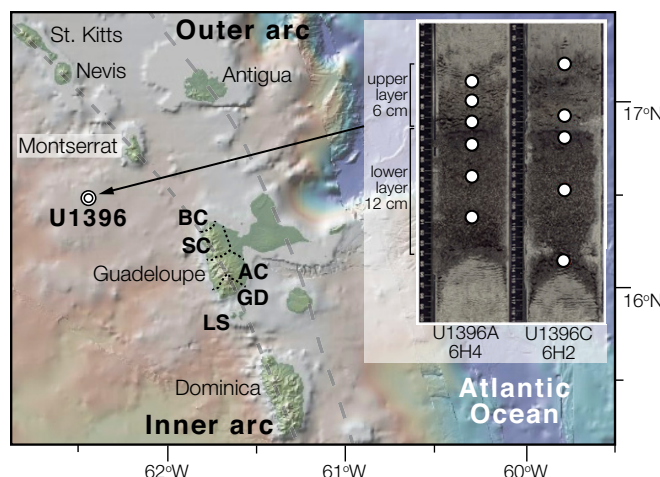 Outer arc
St. Kitts
Nevis
Antigua
Montserrat
U1396
BC
SC
Guadeloupe
AC
GD
LS
Dominica
Inner arc
upper
layer
6 cm
lower
layer
12 cm
U1396A
6H4
U1396C
6H2
Atlantic
Ocean
17°N
16°N
62°W
61°W
60°W